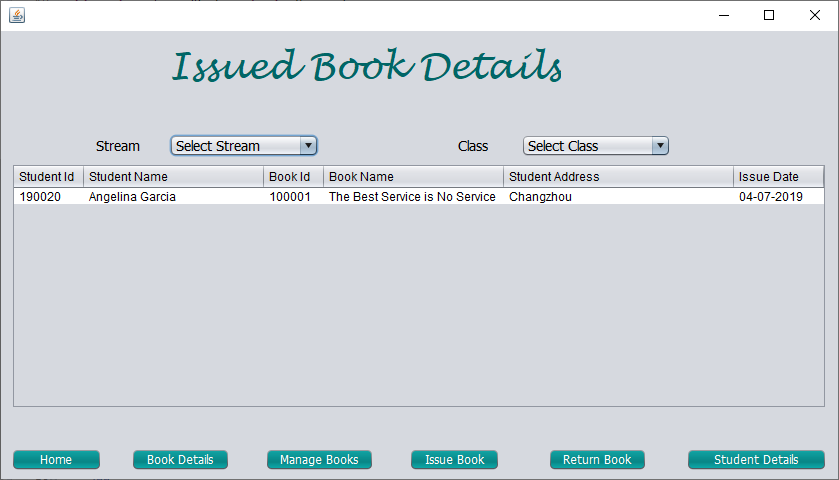 Issued Book Details
Stream Select Stream Class Select Class
Student Id Student Name Book Id Book Name Student Address Issue Date
190020 Angelina Garcia 100001 The Best Service is No Service Changzhou 04-07-2019
Home Book Details Manage Books Issue Book Return Book Student Details